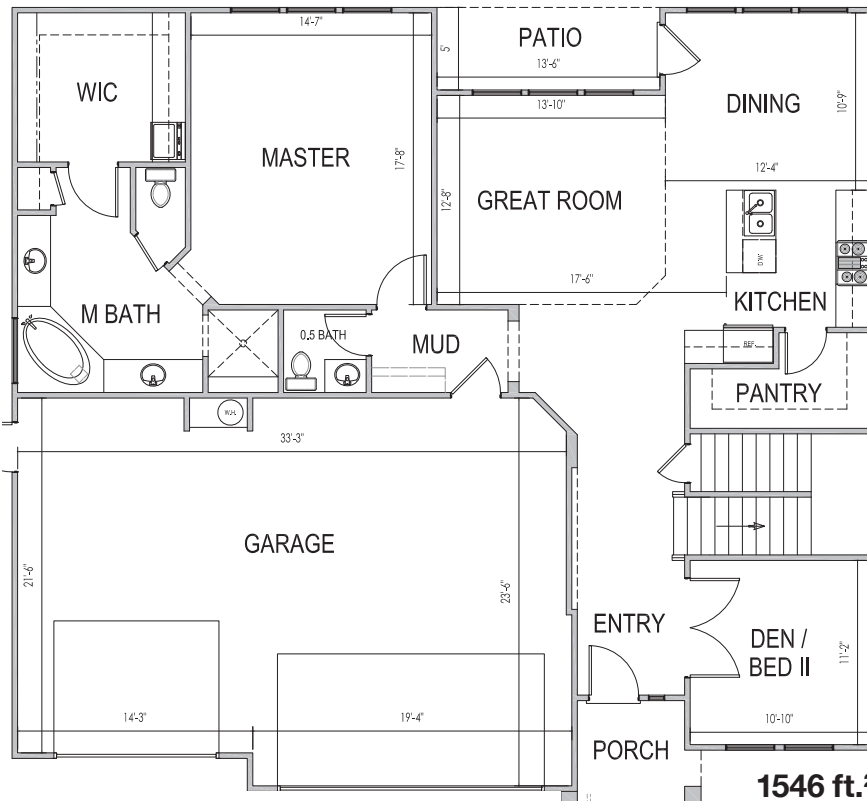 14'-7"
PATIO
5'
13'-6"
WIC
13'-10"
DINING
10'-9"
MASTER
17'-8"
12'-8"
12'-4"
GREAT ROOM
D.W.
17'-6"
M BATH
0.5 BATH
MUD
KITCHEN
REF.
PANTRY
W.H.
33'-3"
GARAGE
21'-6"
23'-6"
ENTRY
DEN /
BED II
11'-2"
14'-3"
19'-4"
10'-10"
PORCH
1546 ft.²